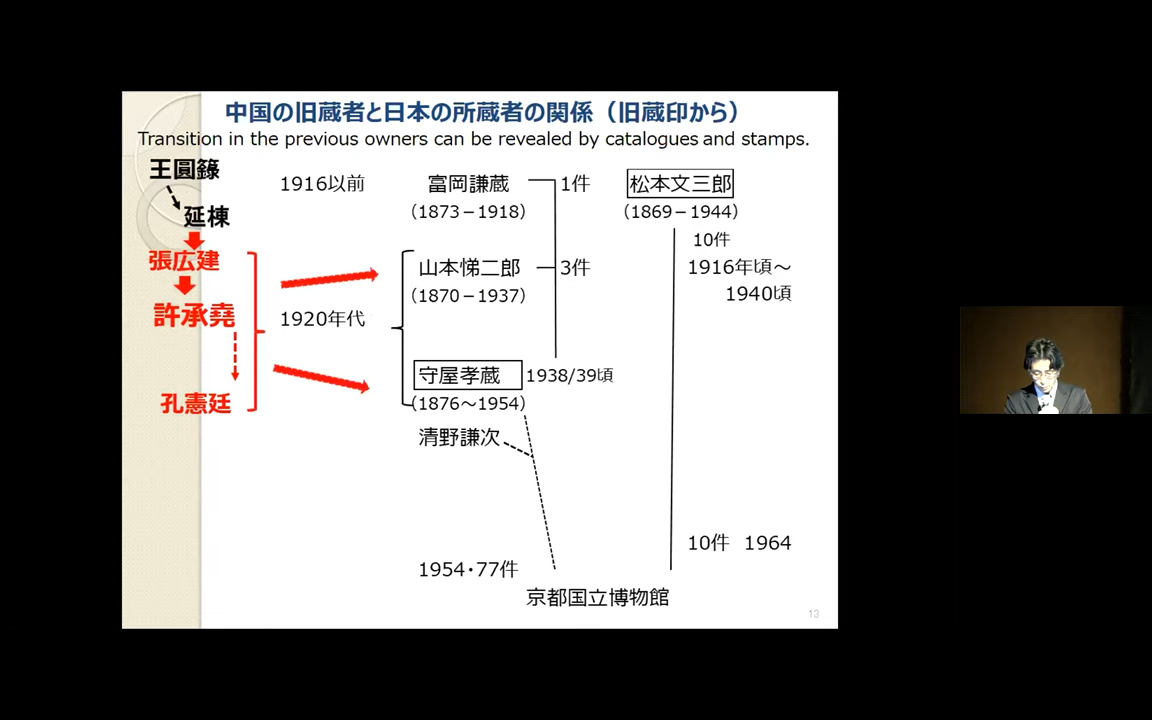 中国の旧蔵者と日本の所蔵者の関係（旧蔵印から）
Transition in the previous owners can be revealed by catalogues and stamps.
王圓籙
延棟
張広建
許承堯
孔憲廷
1916以前
富岡謙蔵
1件
（1873－1918）
松本文三郎
（1869－1944）
10件
1916年頃～
1940頃
山本悌二郎
3件
（1870－1937）
1920年代
守屋孝蔵
1938/39頃
（1876～1954）
清野謙次
10件 1964
1954・77件
京都国立博物館
13